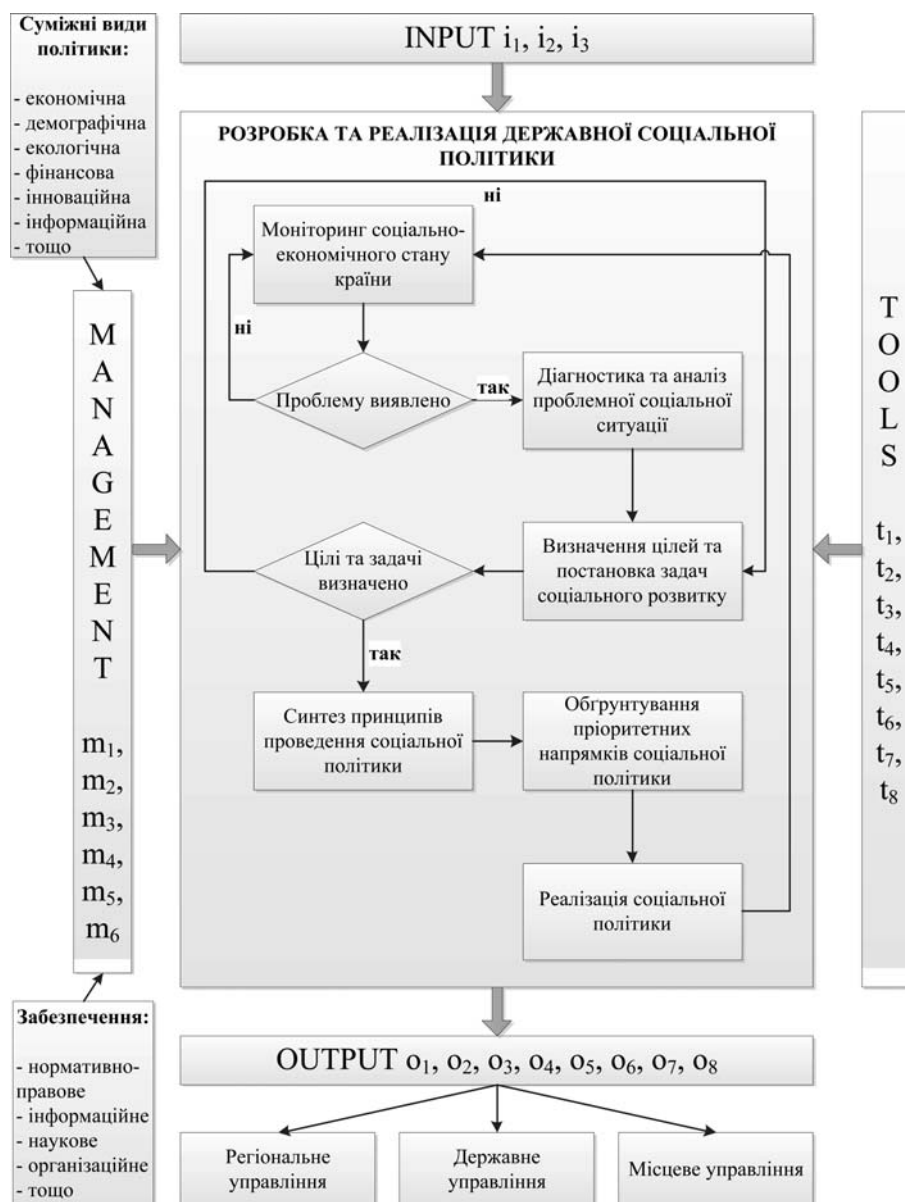 Суміжні види
політики:
- економічна
- демографічна
- екологічна
- фінансова
- інноваційна
- інформаційна
- тощо
INPUT i₁, i₂, i₃
РОЗРОБКА ТА РЕАЛІЗАЦІЯ ДЕРЖАВНОЇ СОЦІАЛЬНОЇ
ПОЛІТИКИ
ні
Моніторинг соціально-
економічного стану
країни
ні
Проблему виявлено
так
Діагностика та аналіз
проблемної соціальної
ситуації
Визначення цілей та
постановка задач
соціального розвитку
Цілі та задачі
визначено
так
Синтез принципів
проведення соціальної
політики
Обґрунтування
пріоритетних
напрямків соціальної
політики
Реалізація соціальної
політики
M
A
N
A
G
E
M
E
N
T
m₁,
m₂,
m₃,
m₄,
m₅,
m₆
T
O
O
L
S
t₁,
t₂,
t₃,
t₄,
t₅,
t₆,
t₇,
t₈
Забезпечення:
- нормативно-
правове
- інформаційне
- наукове
- організаційне
- тощо
OUTPUT o₁, o₂, o₃, o₄, o₅, o₆, o₇, o₈
Регіональне
управління
Державне
управління
Місцеве управління